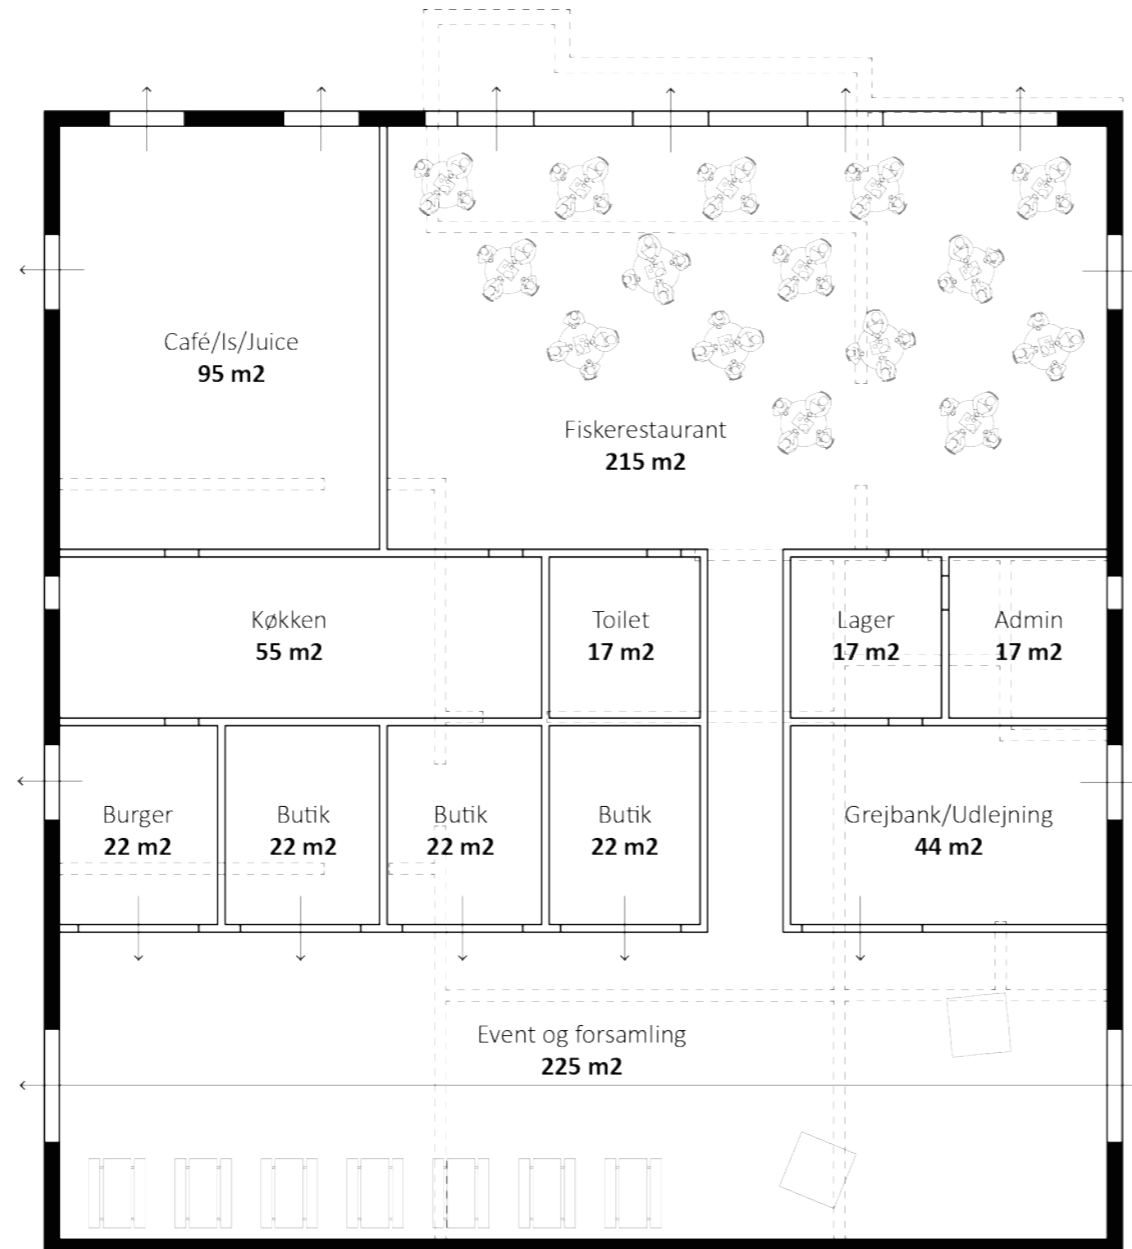 Café/Is/Juice
95 m2
Fiskerestaurant
215 m2
Køkken
55 m2
Toilet
17 m2
Lager
17 m2
Admin
17 m2
Burger
22 m2
Butik
22 m2
Butik
22 m2
Butik
22 m2
Grejbank/Udlejning
44 m2
Event og forsamling
225 m2